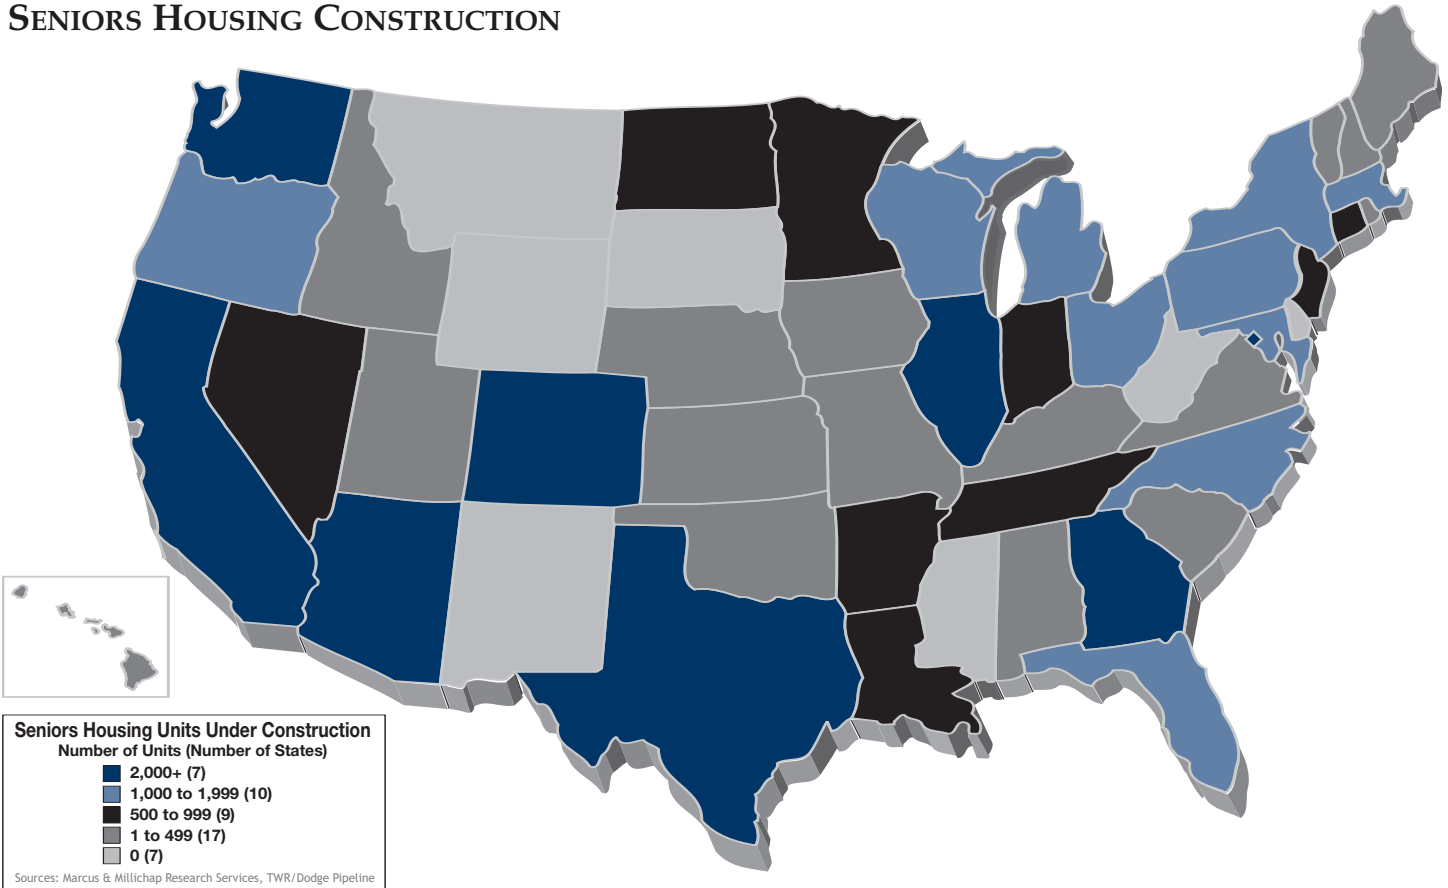 Seniors Housing Construction
Seniors Housing Units Under Construction
Number of Units (Number of States)
2,000+ (7)
1,000 to 1,999 (10)
500 to 999 (9)
1 to 499 (17)
0 (7)
Sources: Marcus & Millichap Research Services, TWR/Dodge Pipeline